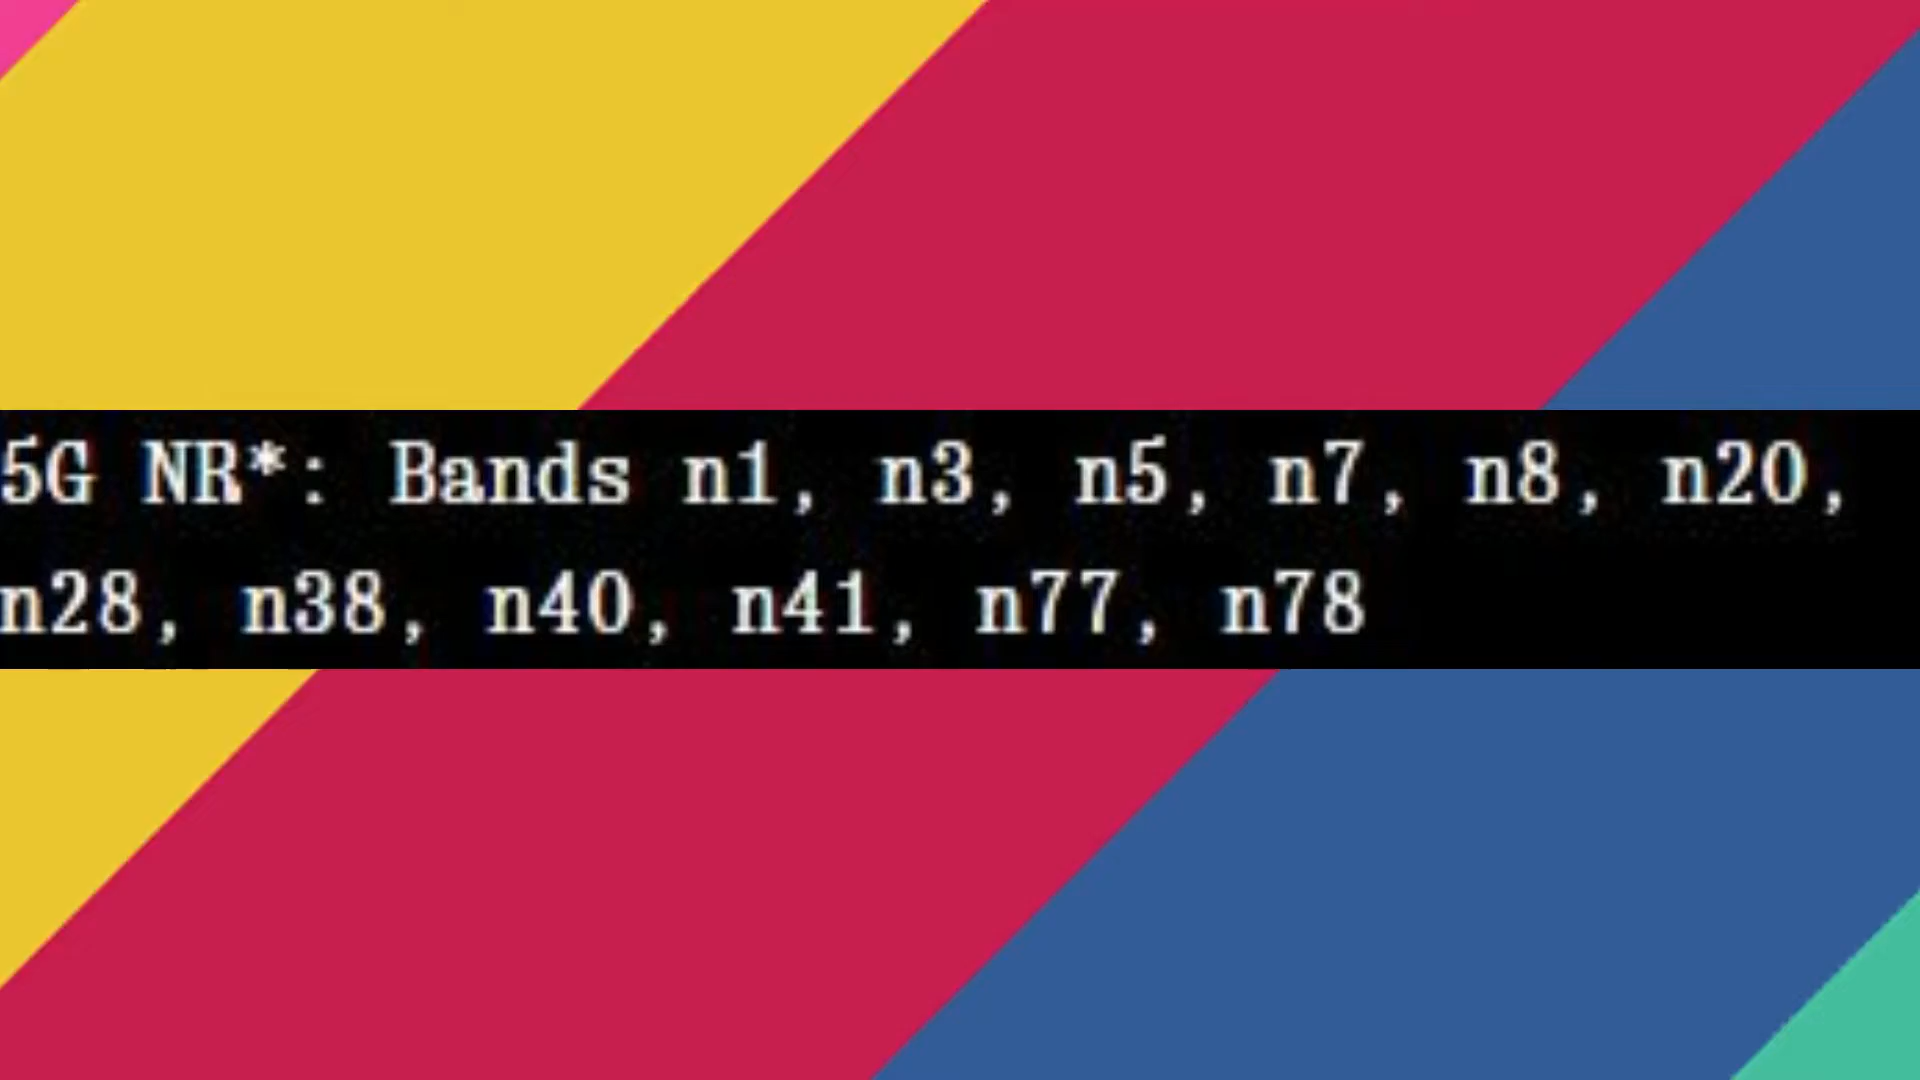 5G NR*: Bands n1, n3, n5, n7, n8, n20,
n28, n38, n40, n41, n77, n78